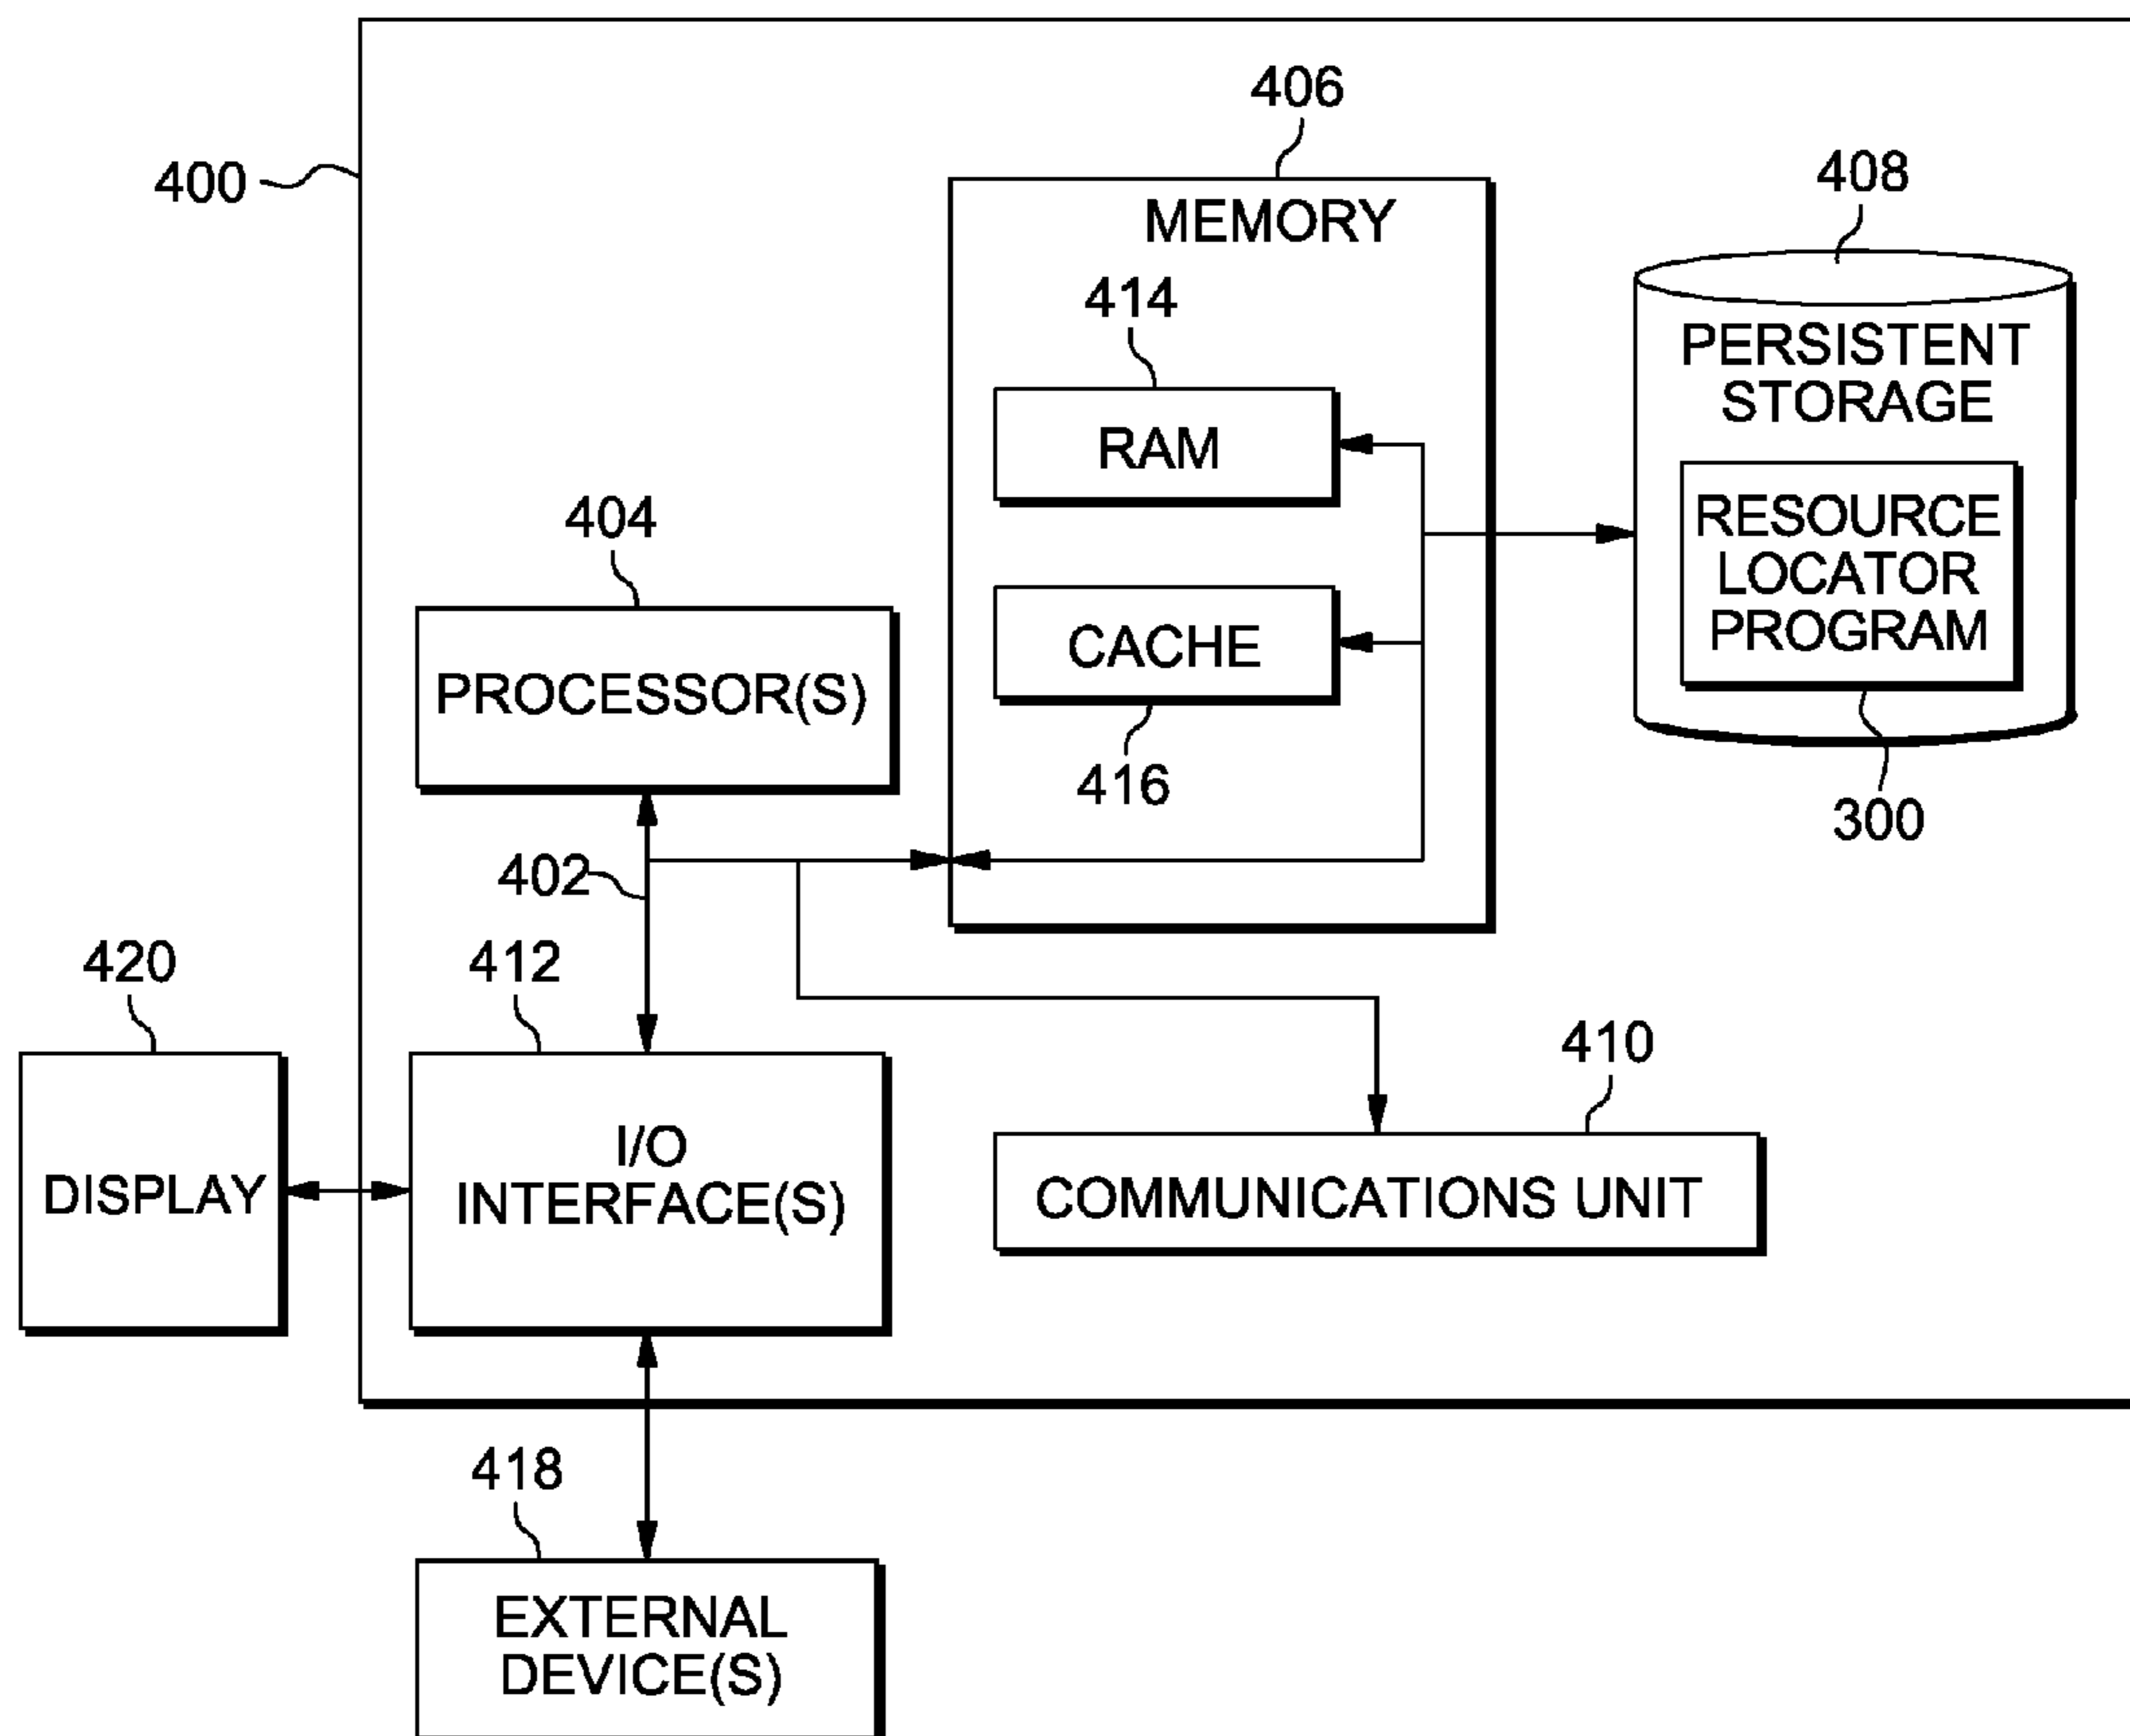 406
400
408
MEMORY
414
PERSISTENT
STORAGE
RAM
404
RESOURCE
LOCATOR
PROGRAM
CACHE
PROCESSOR(S)
416
300
402
420
412
410
I/O
INTERFACE(S)
DISPLAY
COMMUNICATIONS UNIT
418
EXTERNAL
DEVICE(S)